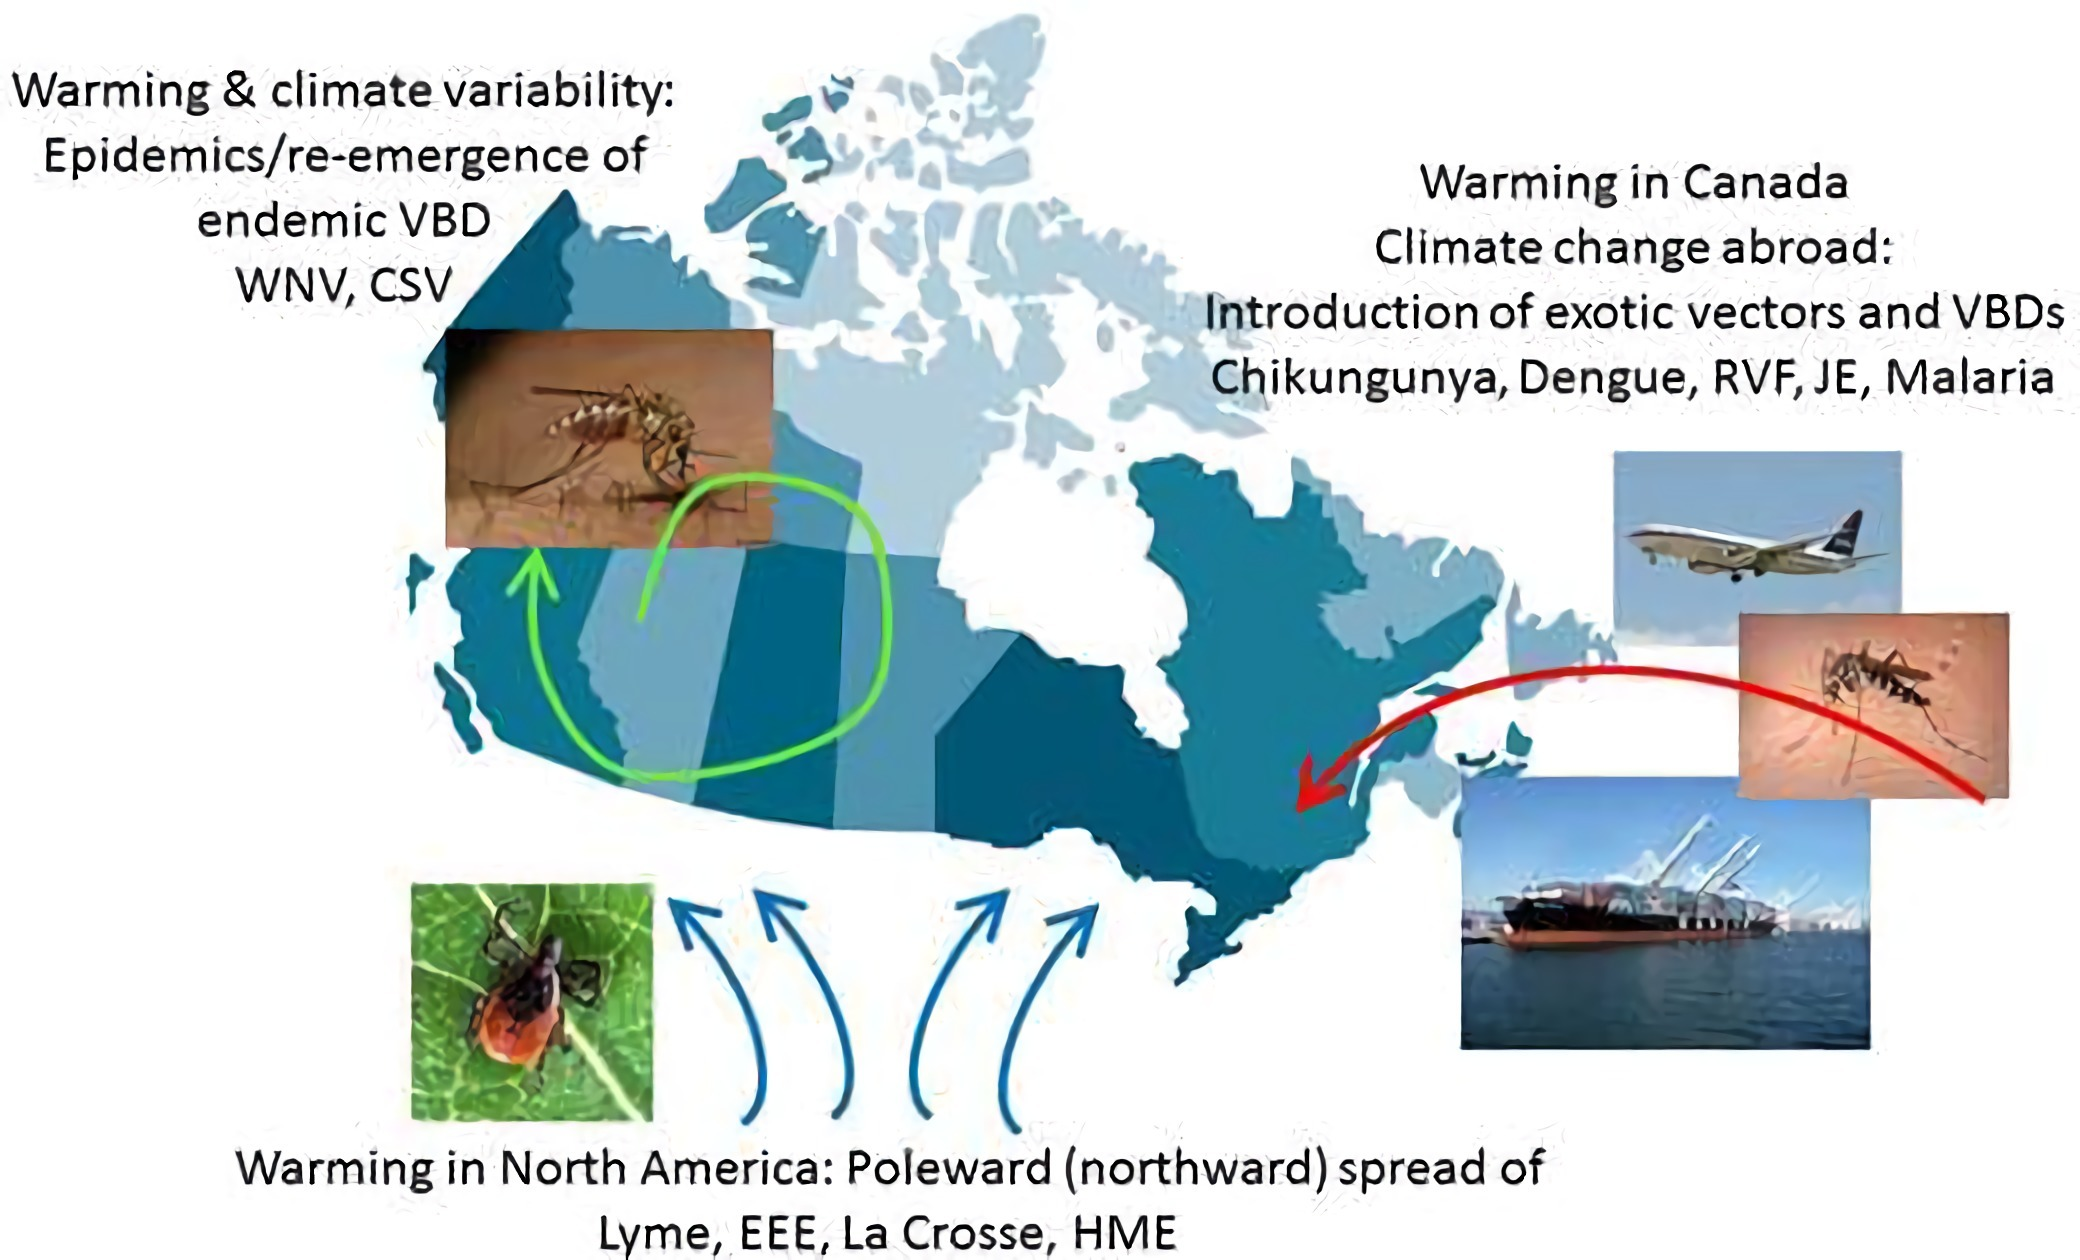 Warming & climate variability:
Epidemics/re-emergence of
endemic VBD
WNV, CSV
Warming in Canada
Climate change abroad:
Introduction of exotic vectors and VBDs
Chikungunya, Dengue, RVF, JE, Malaria
Warming in North America: Poleward (northward) spread of
Lyme, EEE, La Crosse, HME